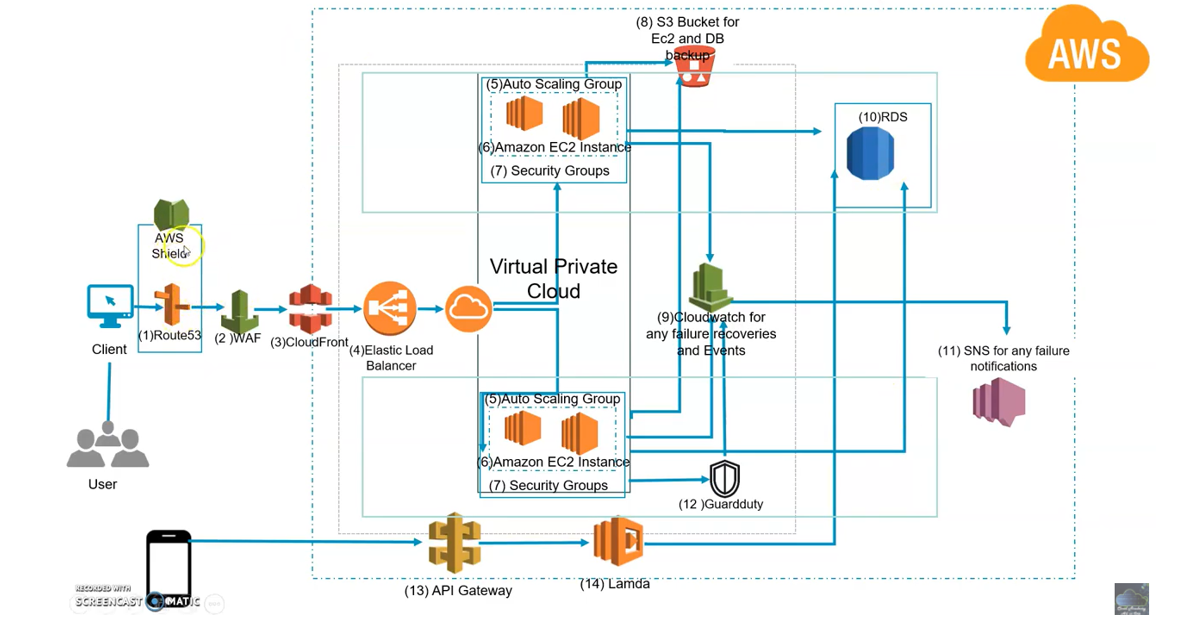 (8) S3 Bucket for
Ec2 and DB
backup
AWS
(5)Auto Scaling Group
(6)Amazon EC2 Instance
(7) Security Groups
(10)RDS
AWS
Shield
Virtual Private
Cloud
(1)Route53
(2 )WAF
(3)CloudFront
(4)Elastic Load
Balancer
Client
(9)Cloudwatch for
any failure recoveries
and Events
(11) SNS for any failure
notifications
(5)Auto Scaling Group
(6)Amazon EC2 Instance
(7) Security Groups
(12 )Guardduty
User
(13) API Gateway
(14) Lamda
RECORDED WITH
SCREENCAST MATIC